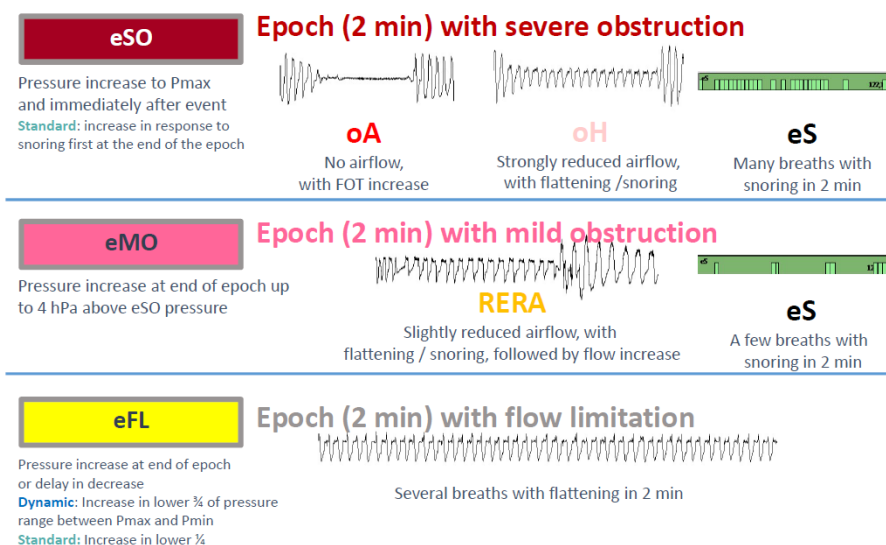 eSO
Epoch (2 min) with severe obstruction
Pressure increase to Pmax
and immediately after event
Standard: increase in response to
snoring first at the end of the epoch
oA
No airflow,
with FOT increase
oH
Strongly reduced airflow,
with flattening /snoring
eS
122,1
eS
Many breaths with
snoring in 2 min
eMO
Epoch (2 min) with mild obstruction
Pressure increase at end of epoch up
to 4 hPa above eSO pressure
RERA
Slightly reduced airflow, with
flattening / snoring, followed by flow increase
eS
eS
A few breaths with
snoring in 2 min
eFL
Epoch (2 min) with flow limitation
Pressure increase at end of epoch
or delay in decrease
Dynamic: Increase in lower ¾ of pressure
range between Pmax and Pmin
Standard: Increase in lower ¼
Several breaths with flattening in 2 min